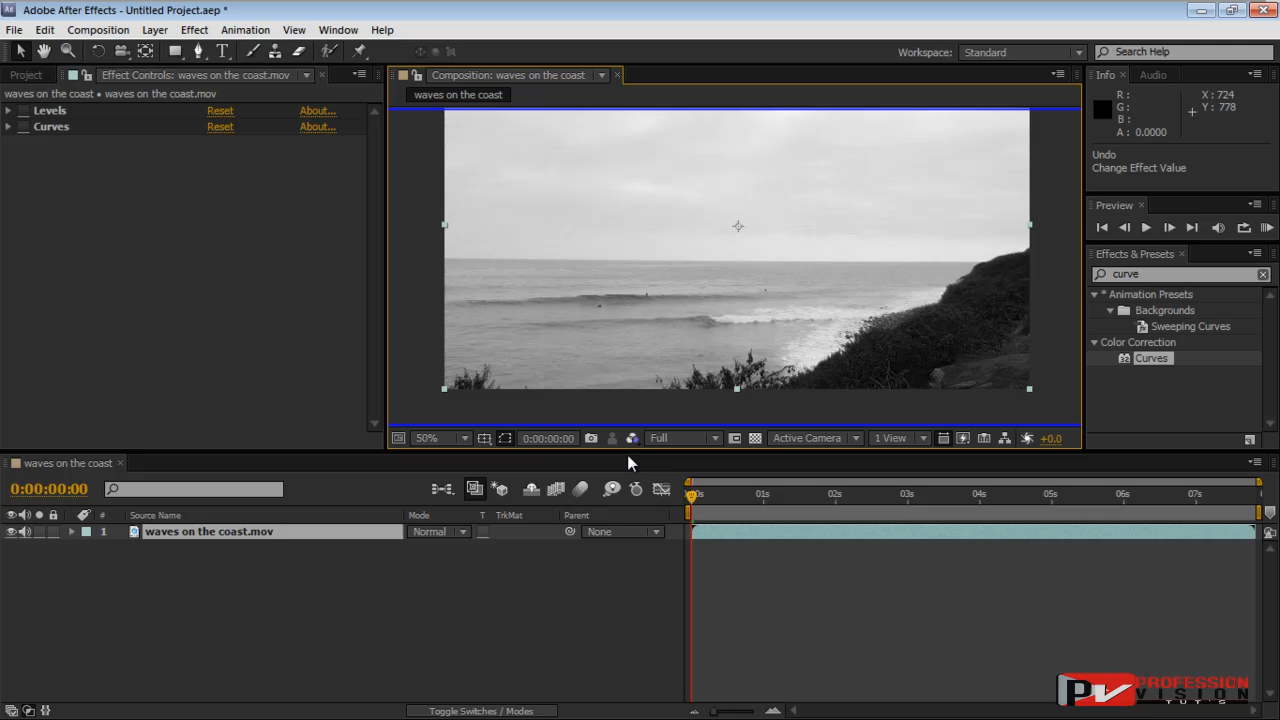 Adobe After Effects - Untitled Project.aep *
File Edit Composition Layer Effect Animation View Window Help
Workspace: Standard Search Help
Project Effect Controls: waves on the coast.mov Composition: waves on the coast Info Audio
waves on the coast • waves on the coast.mov
waves on the coast
Levels Reset About...
Curves Reset About...
R: X: 724
G: Y: 778
B:
A: 0.0000
Undo
Change Effect Value
Preview
Effects & Presets
curve
* Animation Presets
Backgrounds
Sweeping Curves
Color Correction
32 Curves
50% 0:00:00:00 Full Active Camera 1 View +0.0
waves on the coast
0:00:00:00
01s 02s 03s 04s 05s 06s 07s
# Source Name Mode T TrkMat Parent
1 waves on the coast.mov Normal None
PV PROFESSION
VISION
TUT'S
Toggle Switches / Modes